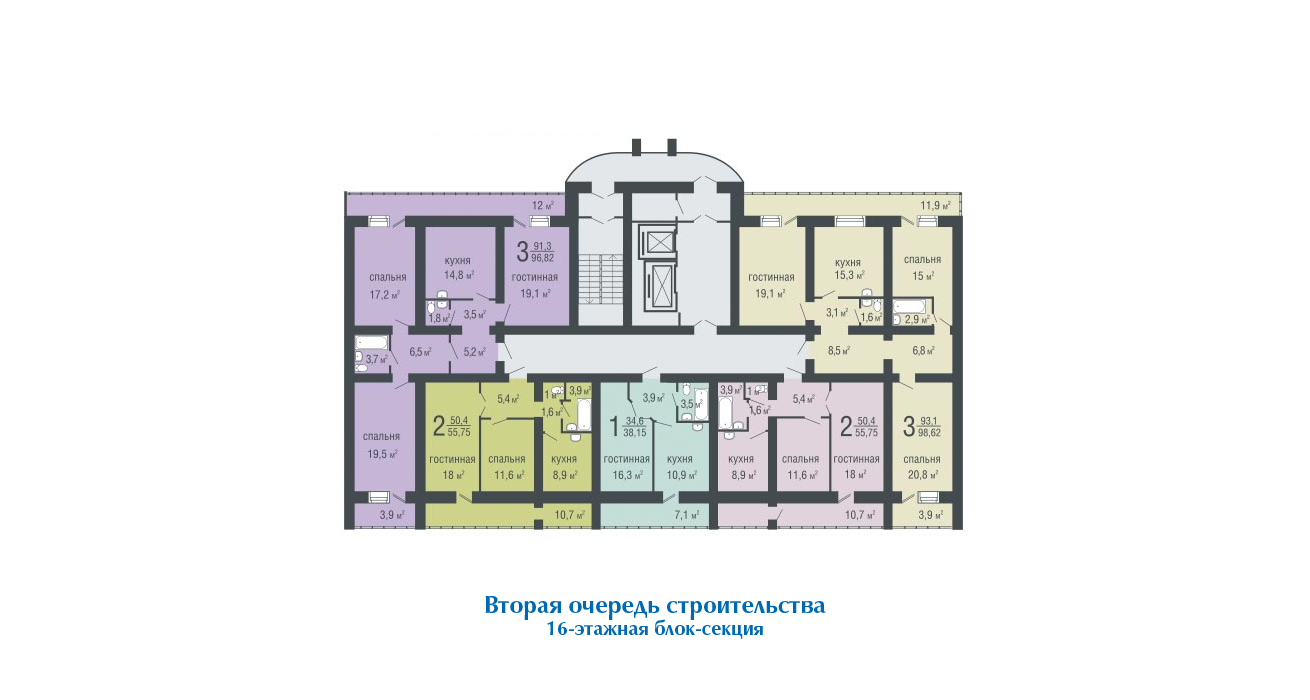 12 м²
11,9 м²
3 91,3
96,82
кухня
14,8 м²
спальня
17,2 м²
гостинная
19,1 м²
1,8 м²
3,5 м²
3,7 м²
6,5 м²
5,2 м²
гостинная
19,1 м²
кухня
15,3 м²
спальня
15 м²
3,1 м²
1,6 м²
2,9 м²
8,5 м²
6,8 м²
спальня
19,5 м²
3,9 м²
2 50,4
55,75
5,4 м²
1 м²
3,9 м²
1,6 м²
гостинная
18 м²
спальня
11,6 м²
кухня
8,9 м²
10,7 м²
1 34,6
38,15
3,9 м²
3,5 м²
гостинная
16,3 м²
кухня
10,9 м²
7,1 м²
3,9 м²
1 м²
1,6 м²
5,4 м²
2 50,4
55,75
кухня
8,9 м²
спальня
11,6 м²
гостинная
18 м²
10,7 м²
3 93,1
98,62
спальня
20,8 м²
3,9 м²
Вторая очередь строительства
16-этажная блок-секция